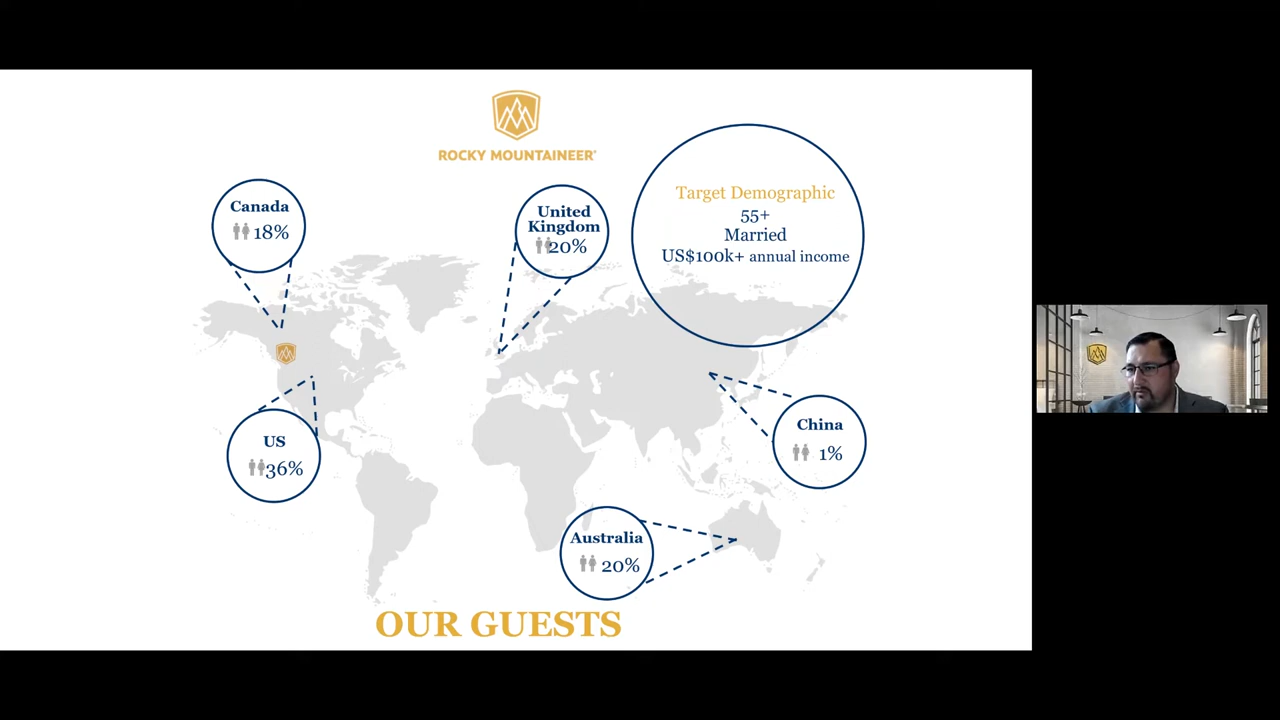 ROCKY MOUNTAINEER®
Canada
18%
United
Kingdom
20%
Target Demographic
55+
Married
US$100k+ annual income
US
36%
China
1%
Australia
20%
OUR GUESTS